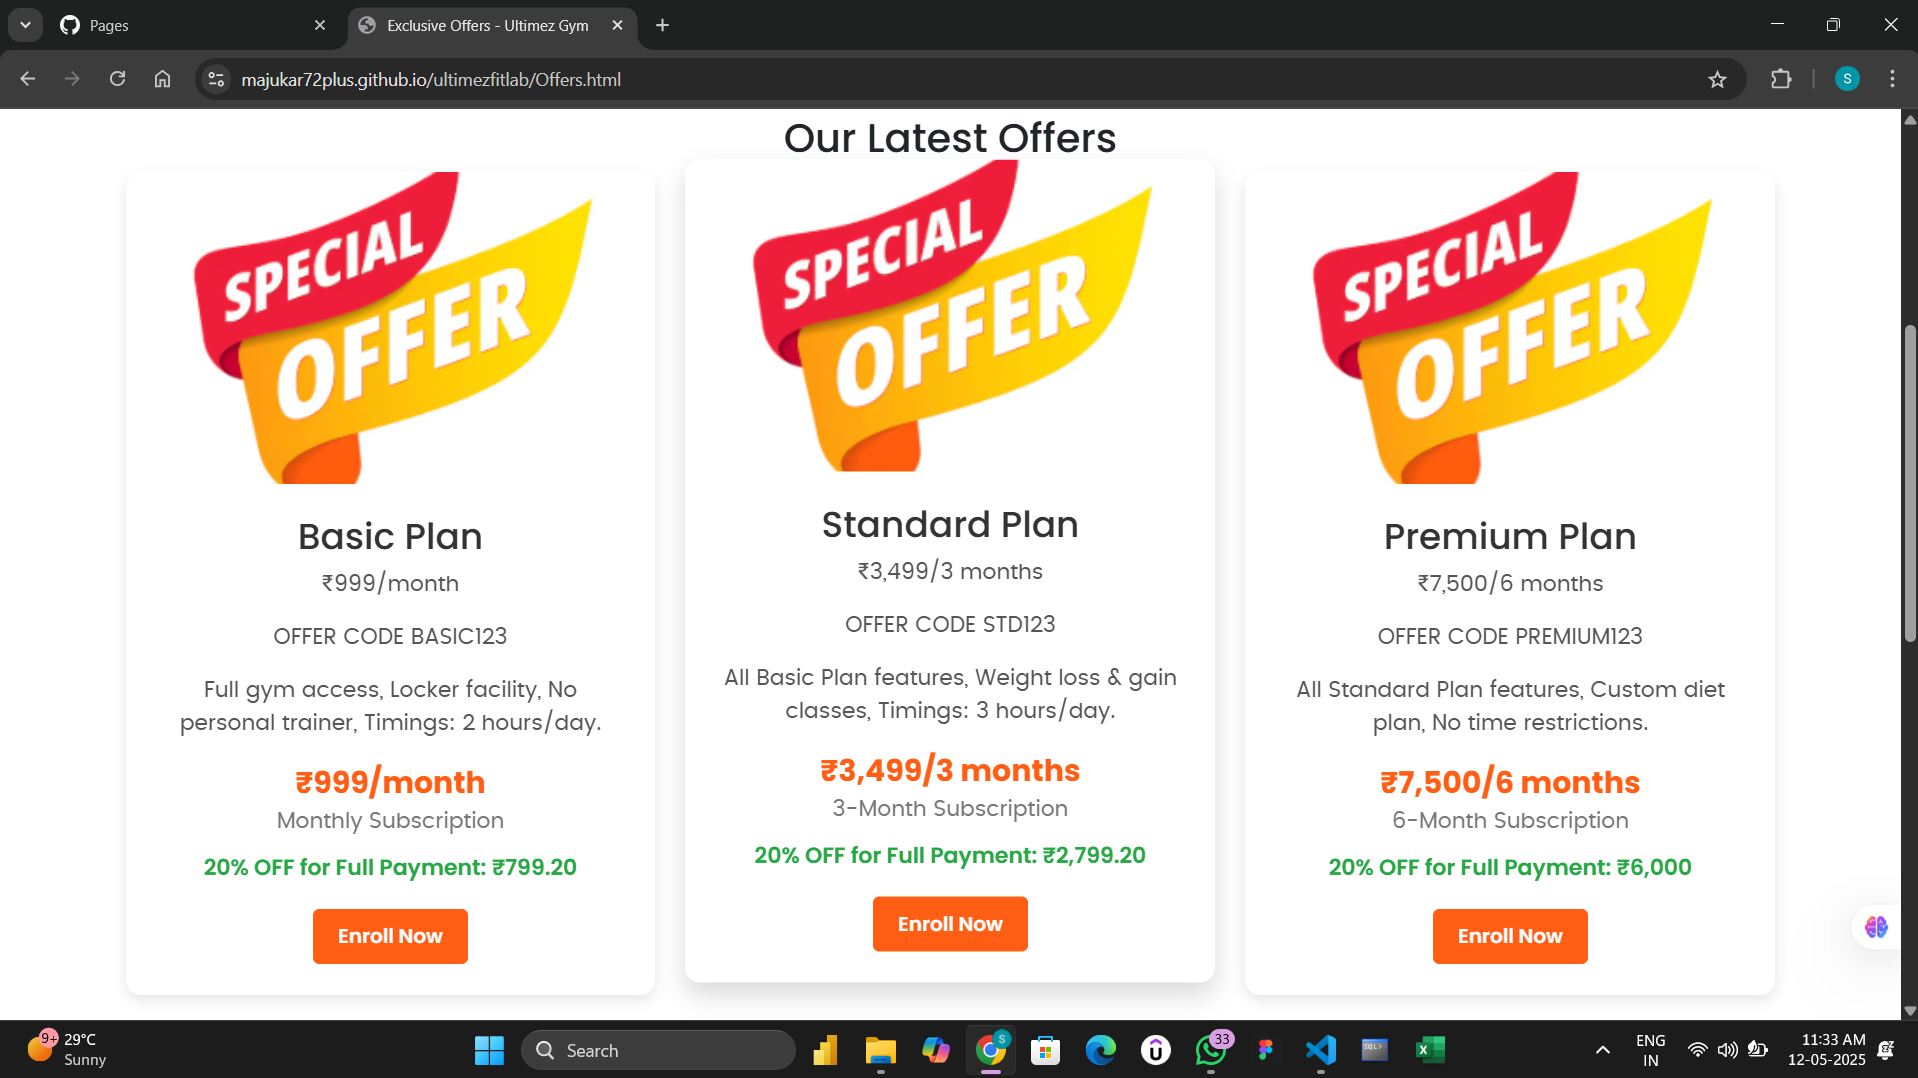 Pages
Exclusive Offers - Ultimez Gym
majukar72plus.github.io/ultimezfitlab/Offers.html
S
Our Latest Offers
SPECIAL
OFFER
Basic Plan
₹999/month
OFFER CODE BASIC123
Full gym access, Locker facility, No
personal trainer, Timings: 2 hours/day.
₹999/month
Monthly Subscription
20% OFF for Full Payment: ₹799.20
Enroll Now
SPECIAL
OFFER
Standard Plan
₹3,499/3 months
OFFER CODE STD123
All Basic Plan features, Weight loss & gain
classes, Timings: 3 hours/day.
₹3,499/3 months
3-Month Subscription
20% OFF for Full Payment: ₹2,799.20
Enroll Now
SPECIAL
OFFER
Premium Plan
₹7,500/6 months
OFFER CODE PREMIUM123
All Standard Plan features, Custom diet
plan, No time restrictions.
₹7,500/6 months
6-Month Subscription
20% OFF for Full Payment: ₹6,000
Enroll Now
9+
29°C
Sunny
Search
S
33
SQL>
ENG
IN
11:33 AM
12-05-2025